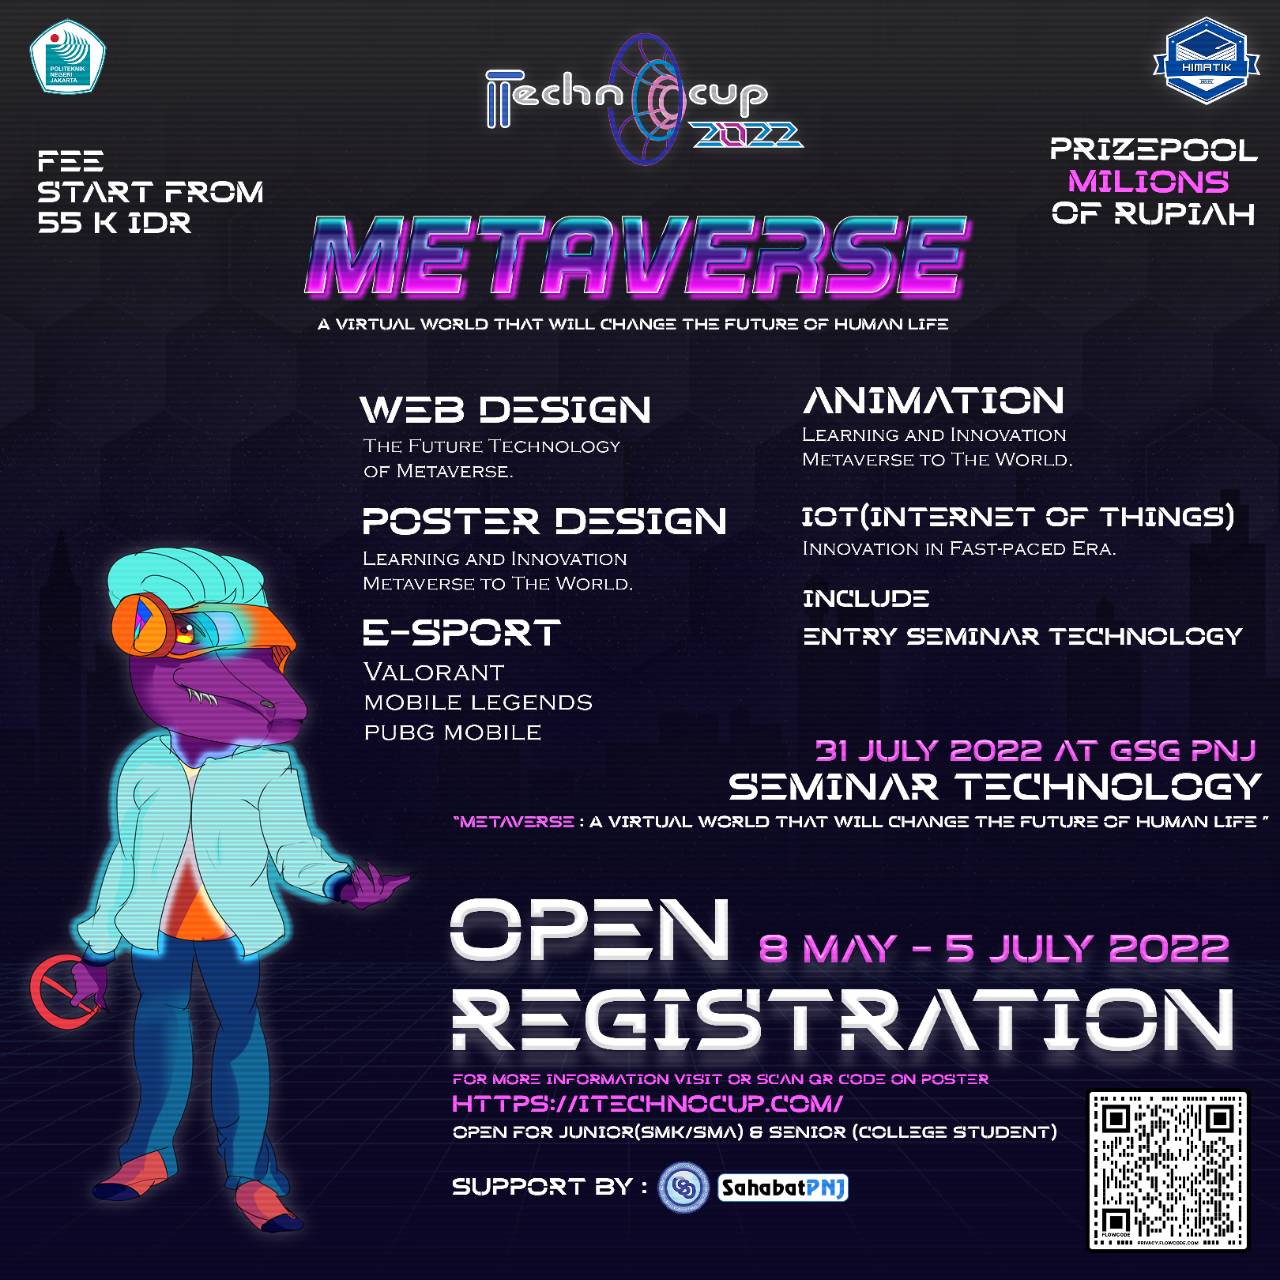 POLITEKNIK
NEGERI
JAKARTA
ITechnOcup
2022
HIMATIK
FEE
START FROM
55 K IDR
PRIZEPOOL
MILIONS
OF RUPIAH
METAVERSE
A VIRTUAL WORLD THAT WILL CHANGE THE FUTURE OF HUMAN LIFE
WEB DESIGN
THE FUTURE TECHNOLOGY
OF METAVERSE.
POSTER DESIGN
LEARNING AND INNOVATION
METAVERSE TO THE WORLD.
E-SPORT
VALORANT
MOBILE LEGENDS
PUBG MOBILE
ANIMATION
LEARNING AND INNOVATION
METAVERSE TO THE WORLD.
IOT(INTERNET OF THINGS)
INNOVATION IN FAST-PACED ERA.
INCLUDE
ENTRY SEMINAR TECHNOLOGY
31 JULY 2022 AT GSG PNJ
SEMINAR TECHNOLOGY
"METAVERSE : A VIRTUAL WORLD THAT WILL CHANGE THE FUTURE OF HUMAN LIFE "
OPEN 8 MAY - 5 JULY 2022
REGISTRATION
FOR MORE INFORMATION VISIT OR SCAN QR CODE ON POSTER
HTTPS://ITECHNOCUP.COM/
OPEN FOR JUNIOR(SMK/SMA) & SENIOR (COLLEGE STUDENT)
SUPPORT BY : SahabatPNJ
FLOWCODE
PRIVACY.FLOWCODE.COM